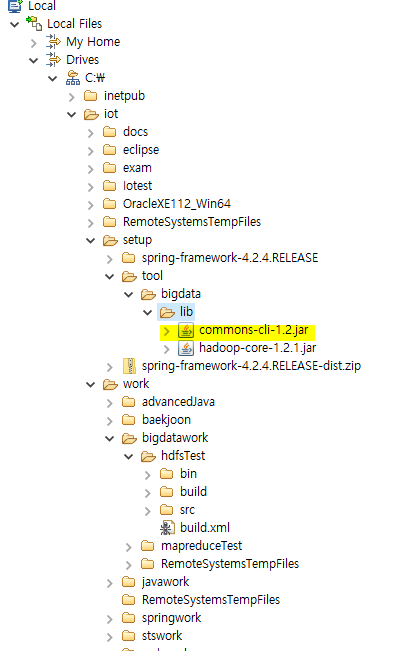 Local
Local Files
My Home
Drives
C:₩
inetpub
iot
docs
eclipse
exam
Iotest
OracleXE112_Win64
RemoteSystemsTempFiles
setup
spring-framework-4.2.4.RELEASE
tool
bigdata
lib
commons-cli-1.2.jar
hadoop-core-1.2.1.jar
spring-framework-4.2.4.RELEASE-dist.zip
work
advancedJava
baekjoon
bigdatawork
hdfsTest
bin
build
src
build.xml
mapreduceTest
RemoteSystemsTempFiles
javawork
RemoteSystemsTempFiles
springwork
stswork